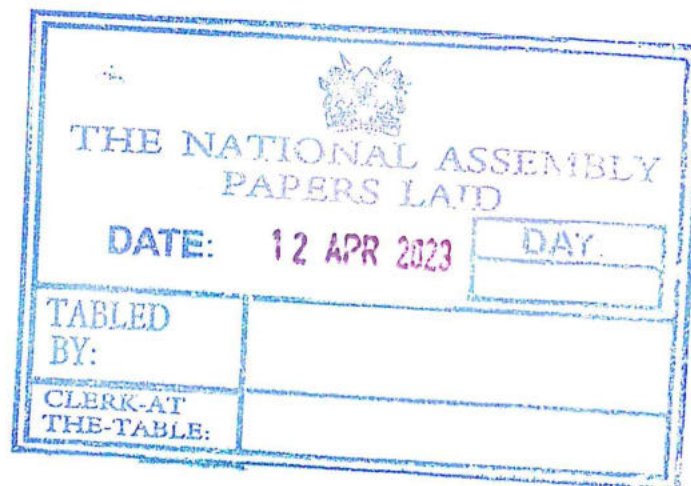 THE NATIONAL ASSEMBLY
PAPERS LAID
DATE: 12 APR 2023 DAY.
TABLED
BY:
CLERK-AT
THE-TABLE: